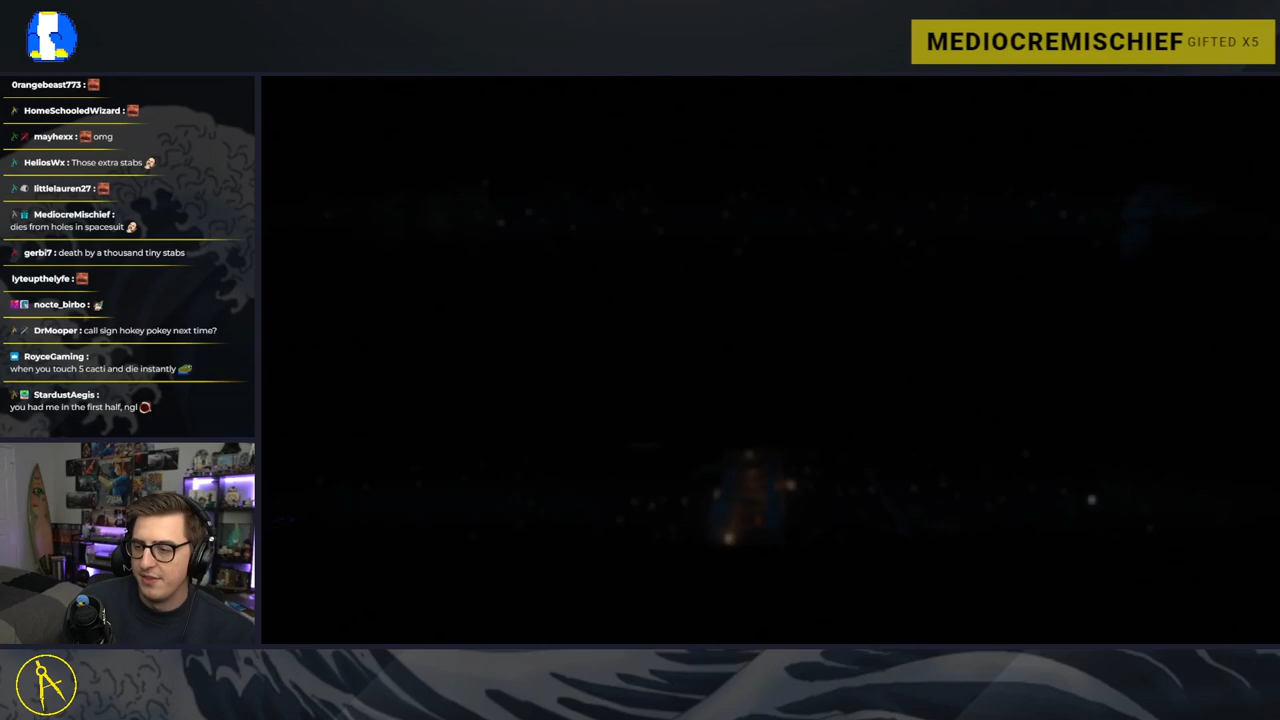 MEDIOCREMISCHIEF GIFTED X5
0rangebeast773 :
HomeSchooledWizard :
mayhexx : omg
HeliosWx : Those extra stabs
littlelauren27 :
MediocreMischief :
dies from holes in spacesuit
gerbi7 : death by a thousand tiny stabs
lyteupthelyfe :
nocte_birbo :
DrMooper : call sign hokey pokey next time?
RoyceGaming :
when you touch 5 cacti and die instantly
StardustAegis :
you had me in the first half, ngl